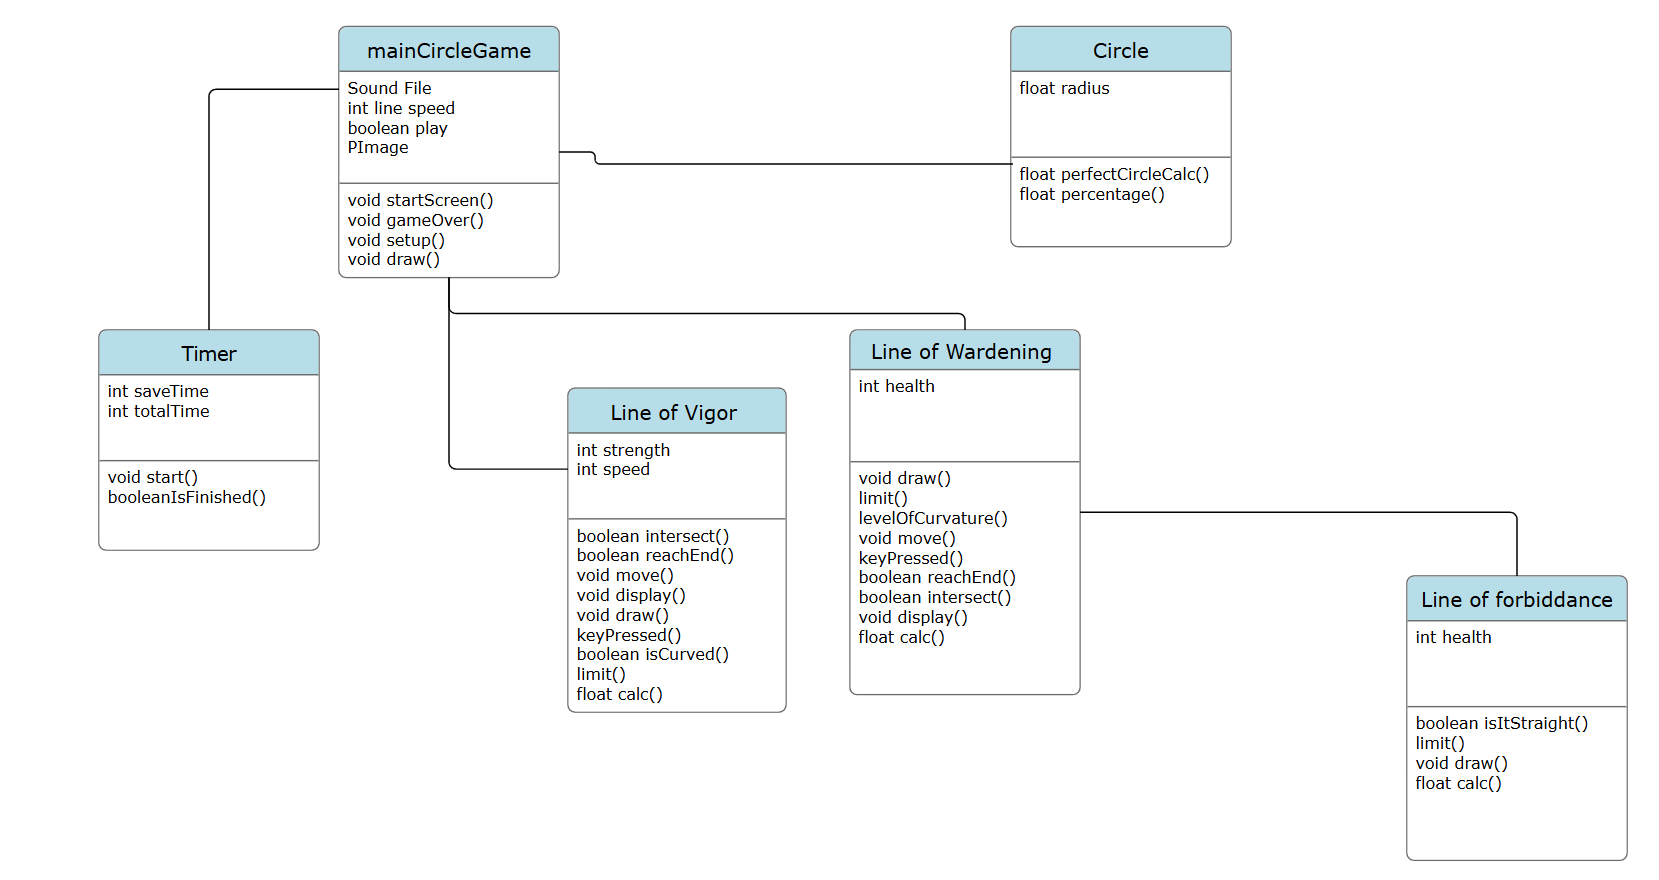 mainCircleGame
Sound File
int line speed
boolean play
PImage
void startScreen()
void gameOver()
void setup()
void draw()
Circle
float radius
float perfectCircleCalc()
float percentage()
Timer
int saveTime
int totalTime
void start()
booleanIsFinished()
Line of Vigor
int strength
int speed
boolean intersect()
boolean reachEnd()
void move()
void display()
void draw()
keyPressed()
boolean isCurved()
limit()
float calc()
Line of Wardening
int health
void draw()
limit()
levelOfCurvature()
void move()
keyPressed()
boolean reachEnd()
boolean intersect()
void display()
float calc()
Line of forbiddance
int health
boolean isItStraight()
limit()
void draw()
float calc()